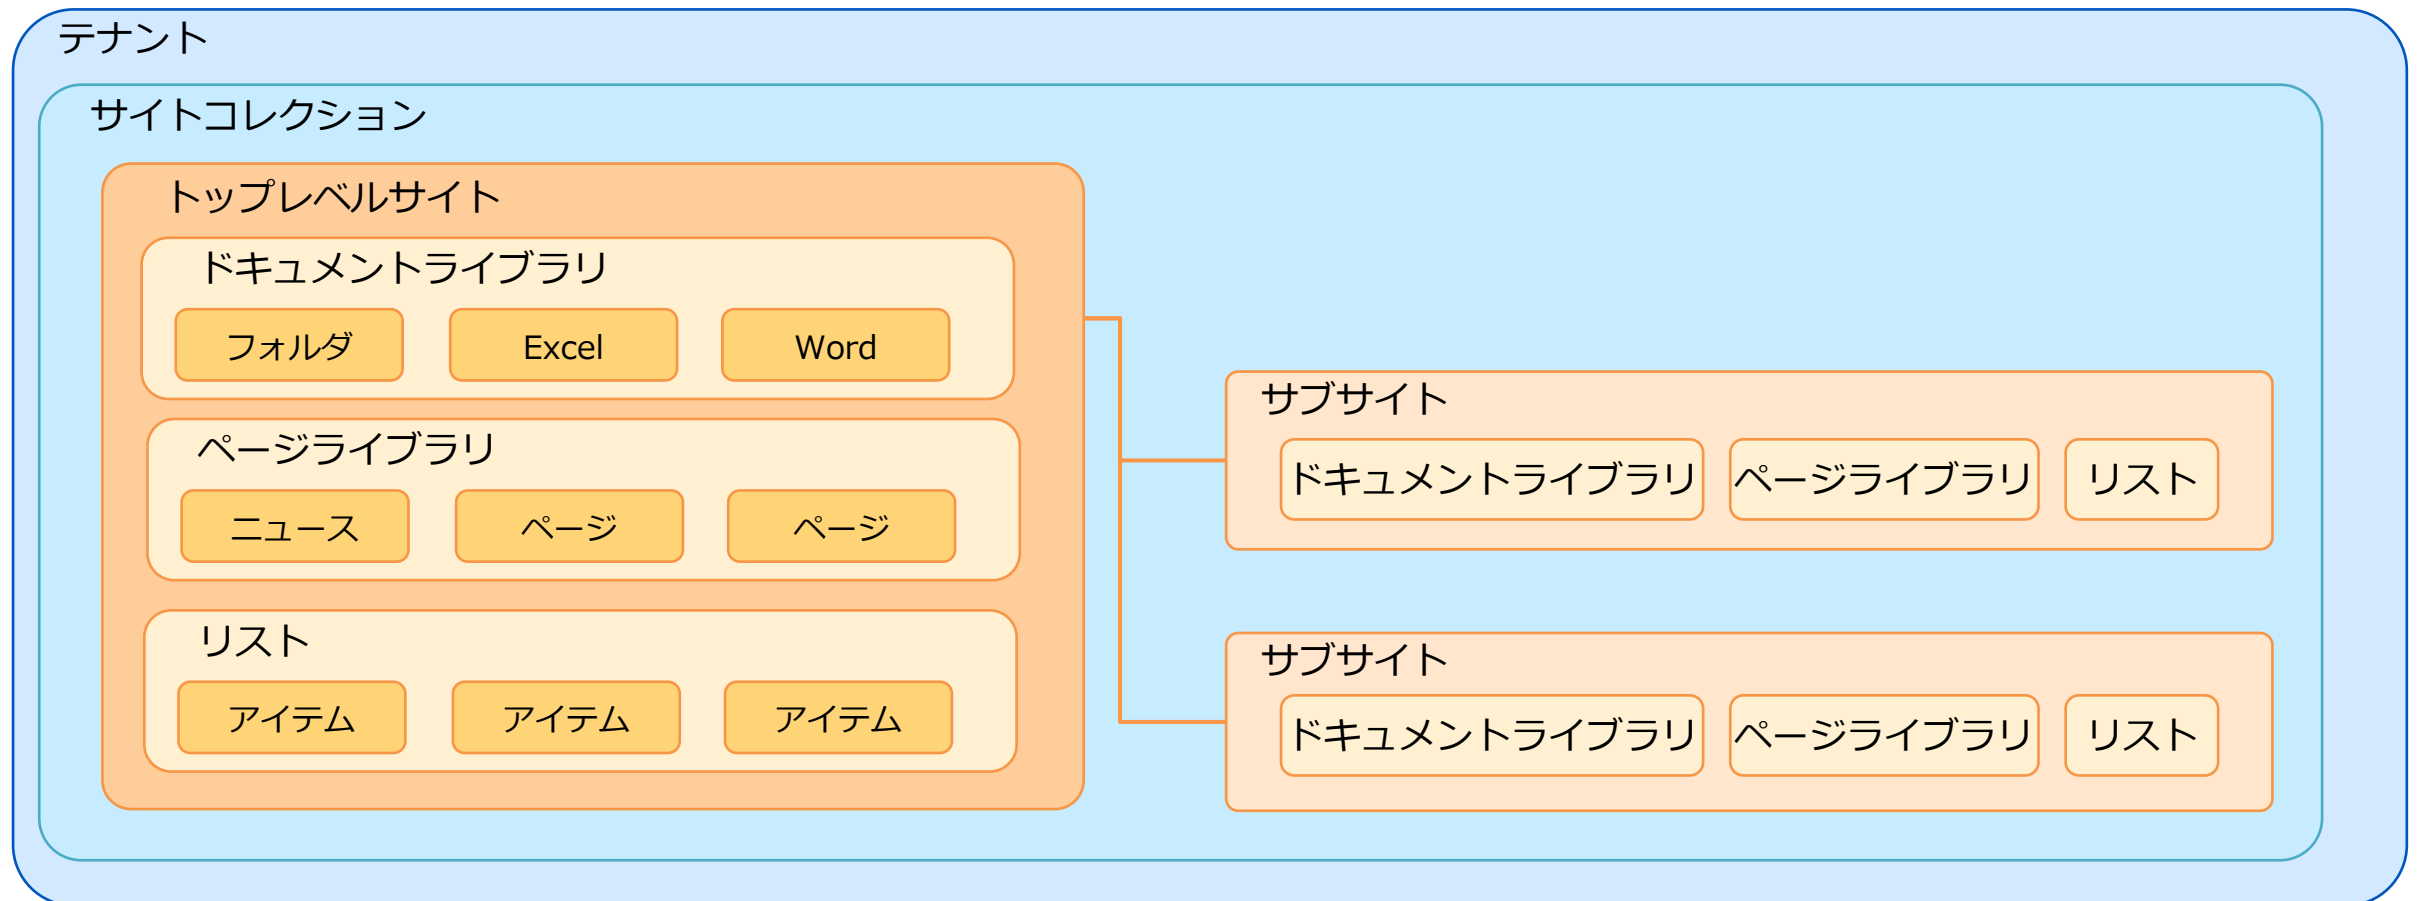 テナント
サイトコレクション
トップレベルサイト
ドキュメントライブラリ
フォルダ
Excel
Word
ページライブラリ
ニュース
ページ
ページ
リスト
アイテム
アイテム
アイテム
サブサイト
ドキュメントライブラリ
ページライブラリ
リスト
サブサイト
ドキュメントライブラリ
ページライブラリ
リスト